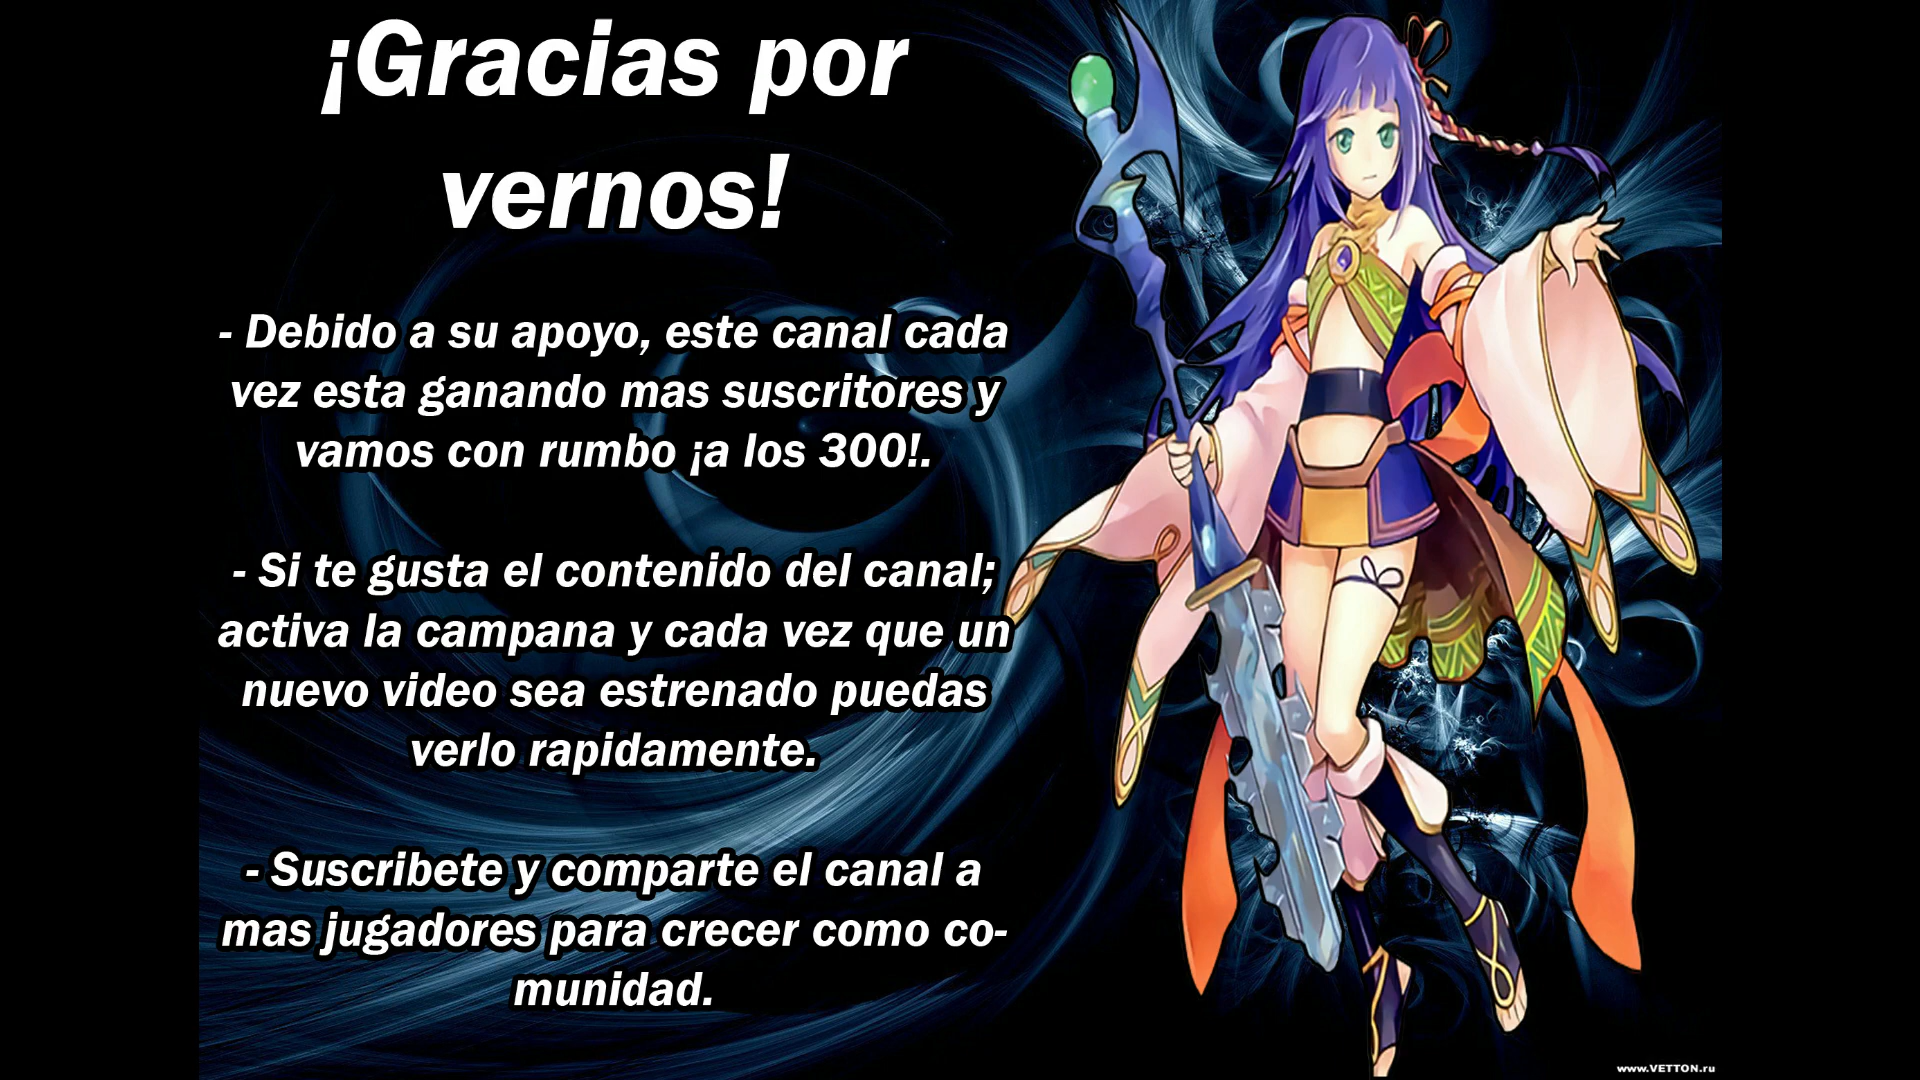 ¡Gracias por
vernos!
- Debido a su apoyo, este canal cada
vez esta ganando mas suscritores y
vamos con rumbo ¡a los 300!.
- Si te gusta el contenido del canal;
activa la campana y cada vez que un
nuevo video sea estrenado puedas
verlo rapidamente.
- Suscribete y comparte el canal a
mas jugadores para crecer como co-
munidad.
www.VETTON.ru